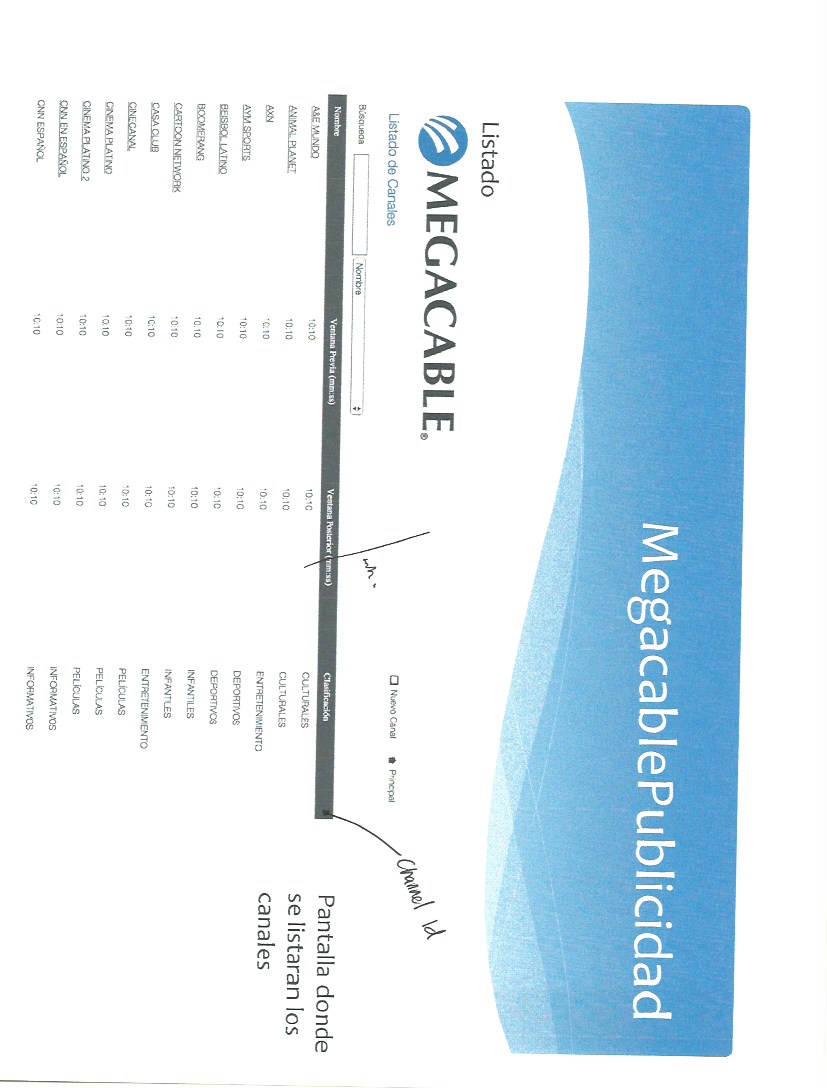 MegacablePublicidad
Listado
MEGACABLE®
Listado de Canales
Nuevo Canal Principal
Búsqueda Nombre
Channel Id
Nombre Ventana Previa (mm:ss) Ventana Posterior (mm:ss) Clasificación
A&E MUNDO 10:10 10:10 CULTURALES
ANIMAL PLANET 10:10 10:10 CULTURALES
AXN 10:10 10:10 ENTRETENIMIENTO
AYM SPORTS 10:10 10:10 DEPORTIVOS
BEISBOL LATINO 10:10 10:10 DEPORTIVOS
BOOMERANG 10:10 10:10 INFANTILES
CARTOON NETWORK 10:10 10:10 INFANTILES
CASA CLUB 10:10 10:10 ENTRETENIMIENTO
CINECANAL 10:10 10:10 PELÍCULAS
CINEMA PLATINO 10:10 10:10 PELÍCULAS
CINEMA PLATINO 2 10:10 10:10 PELÍCULAS
CNN EN ESPAÑOL 10:10 10:10 INFORMATIVOS
CNN ESPAÑOL 10:10 10:10 INFORMATIVOS
Pantalla donde
se listaran los
canales